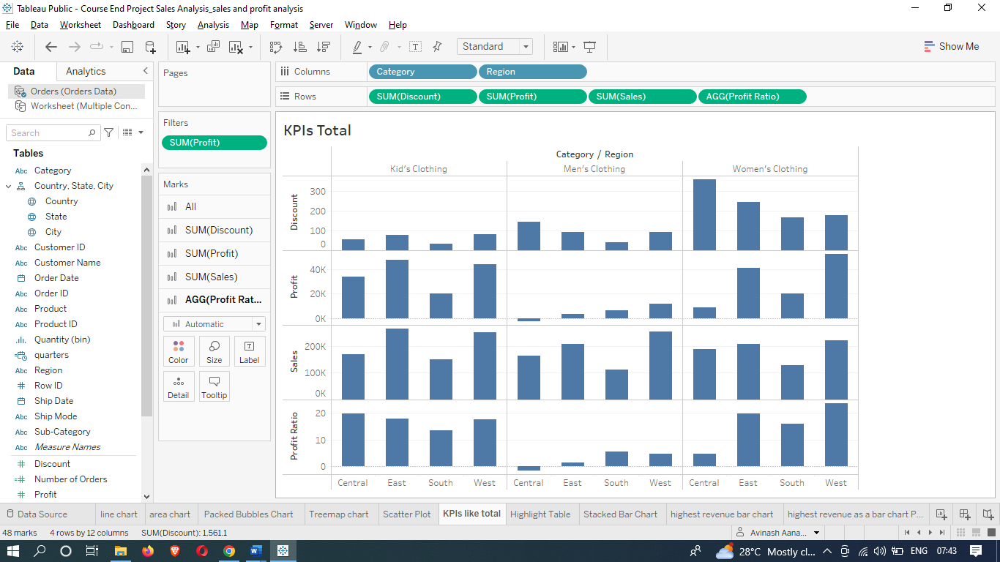 Tableau Public - Course End Project Sales Analysis_sales and profit analysis
File Data Worksheet Dashboard Story Analysis Map Format Server Window Help
Standard
Show Me
Data Analytics
Orders (Orders Data)
Worksheet (Multiple Con...
Search
Tables
Abc Category
Country, State, City
Country
State
City
Abc Customer ID
Abc Customer Name
Order Date
Abc Order ID
Abc Product
Abc Product ID
Quantity (bin)
quarters
Abc Region
# Row ID
Ship Date
Abc Ship Mode
Abc Sub-Category
Abc Measure Names
# Discount
=# Number of Orders
# Profit
Pages
Filters
SUM(Profit)
Marks
All
SUM(Discount)
SUM(Profit)
SUM(Sales)
AGG(Profit Rat...
Automatic
Color Size Label
Detail Tooltip
Columns Category Region
Rows SUM(Discount) SUM(Profit) SUM(Sales) AGG(Profit Ratio)
KPIs Total
Category / Region
Kid's Clothing Men's Clothing Women's Clothing
Discount
300
200
100
0
Profit
40K
20K
0K
Sales
200K
100K
0K
Profit Ratio
20
10
0
Central East South West Central East South West Central East South West
Data Source line chart area chart Packed Bubbles Chart Treemap chart Scatter Plot KPIs like total Highlight Table Stacked Bar Chart highest revenue bar chart highest revenue as a bar chart P...
48 marks 4 rows by 12 columns SUM(Discount): 1,561.1 Avinash Aana...
28°C Mostly cl... ENG 07:43